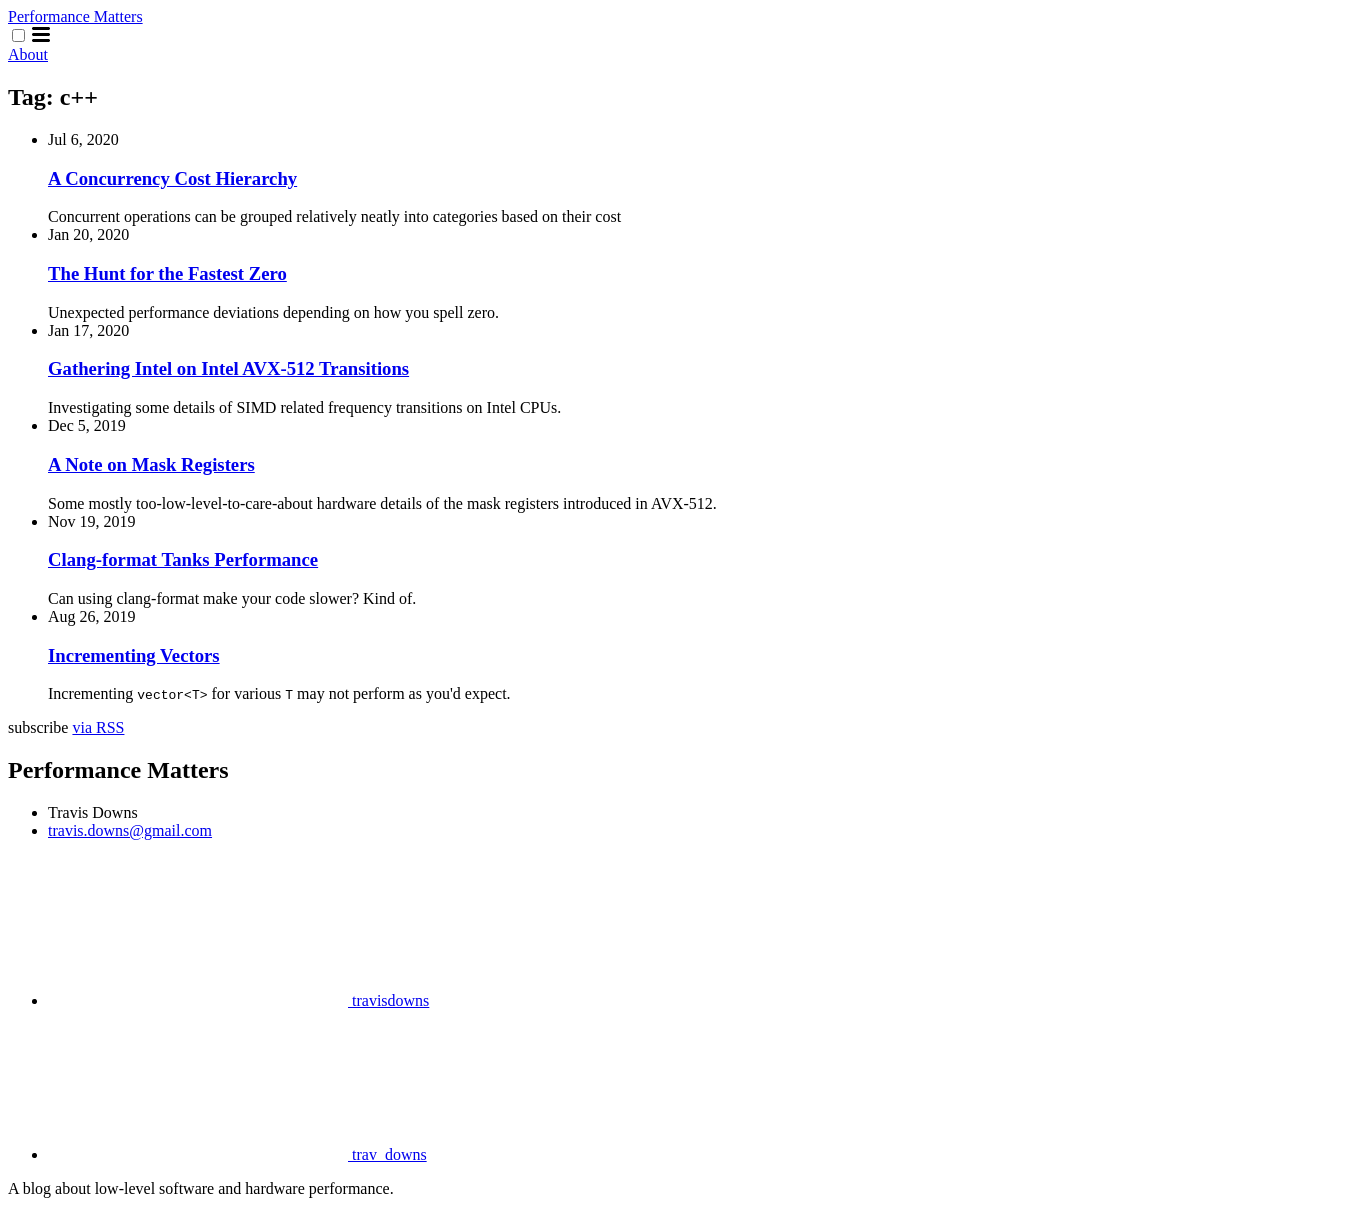 Performance Matters
About
Tag: c++
Jul 6, 2020
A Concurrency Cost Hierarchy
Concurrent operations can be grouped relatively neatly into categories based on their cost
Jan 20, 2020
The Hunt for the Fastest Zero
Unexpected performance deviations depending on how you spell zero.
Jan 17, 2020
Gathering Intel on Intel AVX-512 Transitions
Investigating some details of SIMD related frequency transitions on Intel CPUs.
Dec 5, 2019
A Note on Mask Registers
Some mostly too-low-level-to-care-about hardware details of the mask registers introduced in AVX-512.
Nov 19, 2019
Clang-format Tanks Performance
Can using clang-format make your code slower? Kind of.
Aug 26, 2019
Incrementing Vectors
Incrementing vector<T> for various T may not perform as you'd expect.
subscribe via RSS
Performance Matters
Travis Downs
travis.downs@gmail.com
travisdowns
trav_downs
A blog about low-level software and hardware performance.